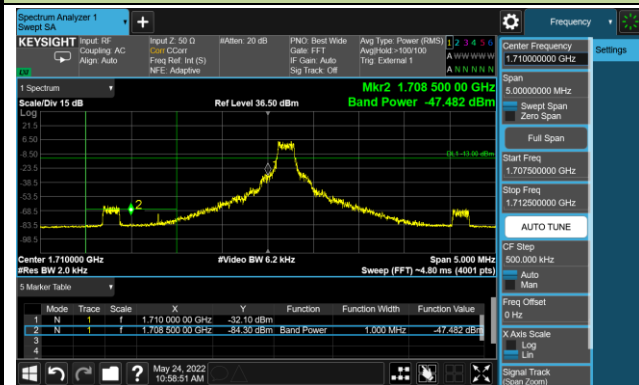 Spectrum Analyzer 1
Swept SA
Frequency
KEYSIGHT
Input: RF
Coupling: AC
Align: Auto
Input Z: 50 Ω
Corr CCorr
Freq Ref: Int (S)
NFE: Adaptive
#Atten: 20 dB
PNO: Best Wide
Gate: FFT
IF Gain: Auto
Sig Track: Off
Avg Type: Power (RMS)
Avg|Hold:>100/100
Trig: External 1
1 2 3 4 5 6
A W W W W W
A N N N N N
1 Spectrum
Scale/Div 15 dB
Ref Level 36.50 dBm
Mkr2 1.708 500 00 GHz
Band Power -47.482 dBm
Log
21.5
6.50
-8.50
-23.5
-38.5
-53.5
-68.5
-83.5
-98.5
DL1 -13.00 dBm
1
2
Center 1.710000 GHz
#Video BW 6.2 kHz
Span 5.000 MHz
#Res BW 2.0 kHz
Sweep (FFT) ~4.80 ms (4001 pts)
5 Marker Table
Mode Trace Scale X Y Function Function Width Function Value
1 N 1 f 1.710 000 00 GHz -32.10 dBm
2 N 1 f 1.708 500 00 GHz -84.30 dBm Band Power 1.000 MHz -47.482 dBm
3
4
May 24, 2022
10:58:51 AM
Settings
Center Frequency
1.710000000 GHz
Span
5.00000000 MHz
Swept Span
Zero Span
Full Span
Start Freq
1.707500000 GHz
Stop Freq
1.712500000 GHz
AUTO TUNE
CF Step
500.000 kHz
Auto
Man
Freq Offset
0 Hz
X Axis Scale
Log
Lin
Signal Track
(Span Zoom)